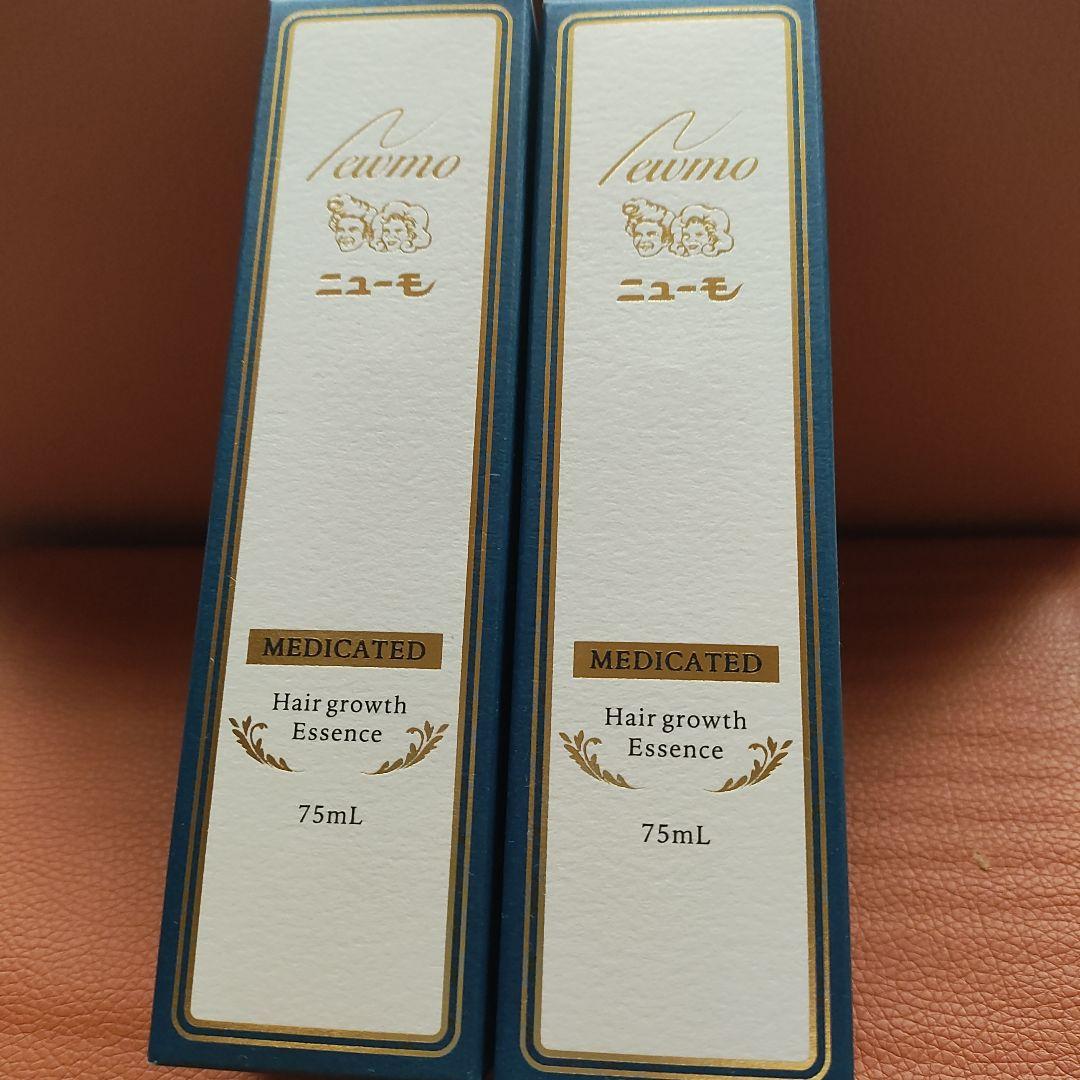 Newmo
ニューモ
MEDICATED
Hair growth
Essence
75mL
Newmo
ニューモ
MEDICATED
Hair growth
Essence
75mL